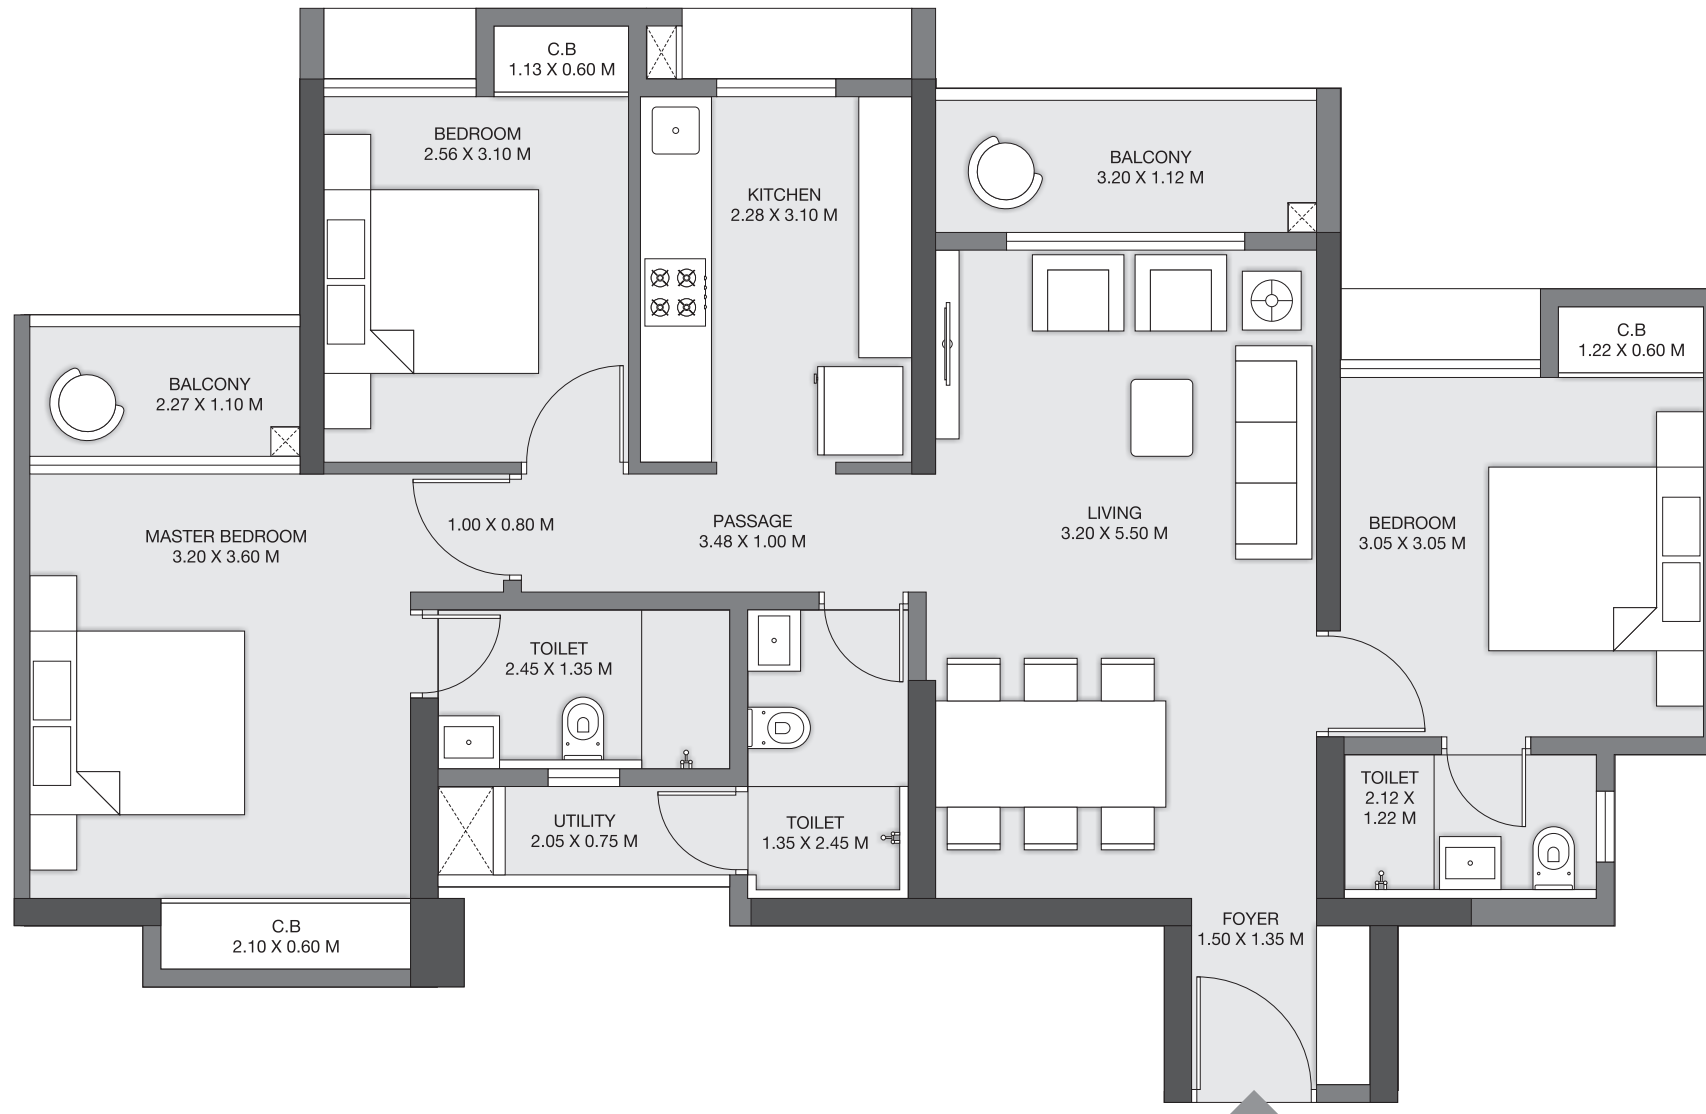 C.B
1.13 X 0.60 M
BEDROOM
2.56 X 3.10 M
KITCHEN
2.28 X 3.10 M
BALCONY
3.20 X 1.12 M
C.B
1.22 X 0.60 M
BALCONY
2.27 X 1.10 M
MASTER BEDROOM
3.20 X 3.60 M
1.00 X 0.80 M
PASSAGE
3.48 X 1.00 M
LIVING
3.20 X 5.50 M
BEDROOM
3.05 X 3.05 M
TOILET
2.45 X 1.35 M
UTILITY
2.05 X 0.75 M
TOILET
1.35 X 2.45 M
TOILET
2.12 X
1.22 M
C.B
2.10 X 0.60 M
FOYER
1.50 X 1.35 M